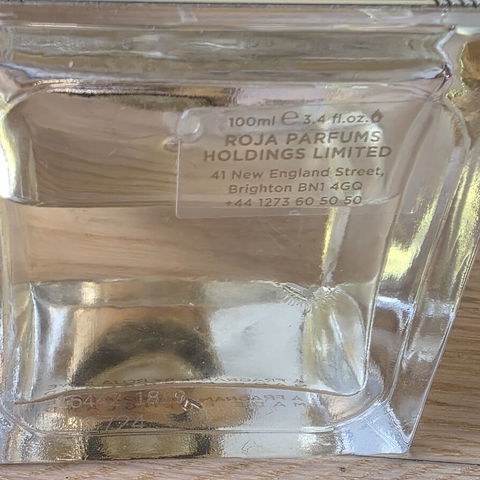 100ml ℮ 3.4 fl.oz.
ROJA PARFUMS
HOLDINGS LIMITED
41 New England Street,
Brighton BN1 4GQ
+44 1273 60 50 50